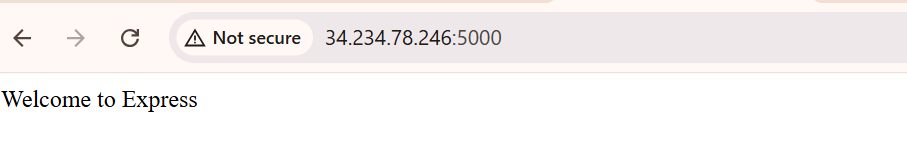 Not secure 34.234.78.246:5000
Welcome to Express